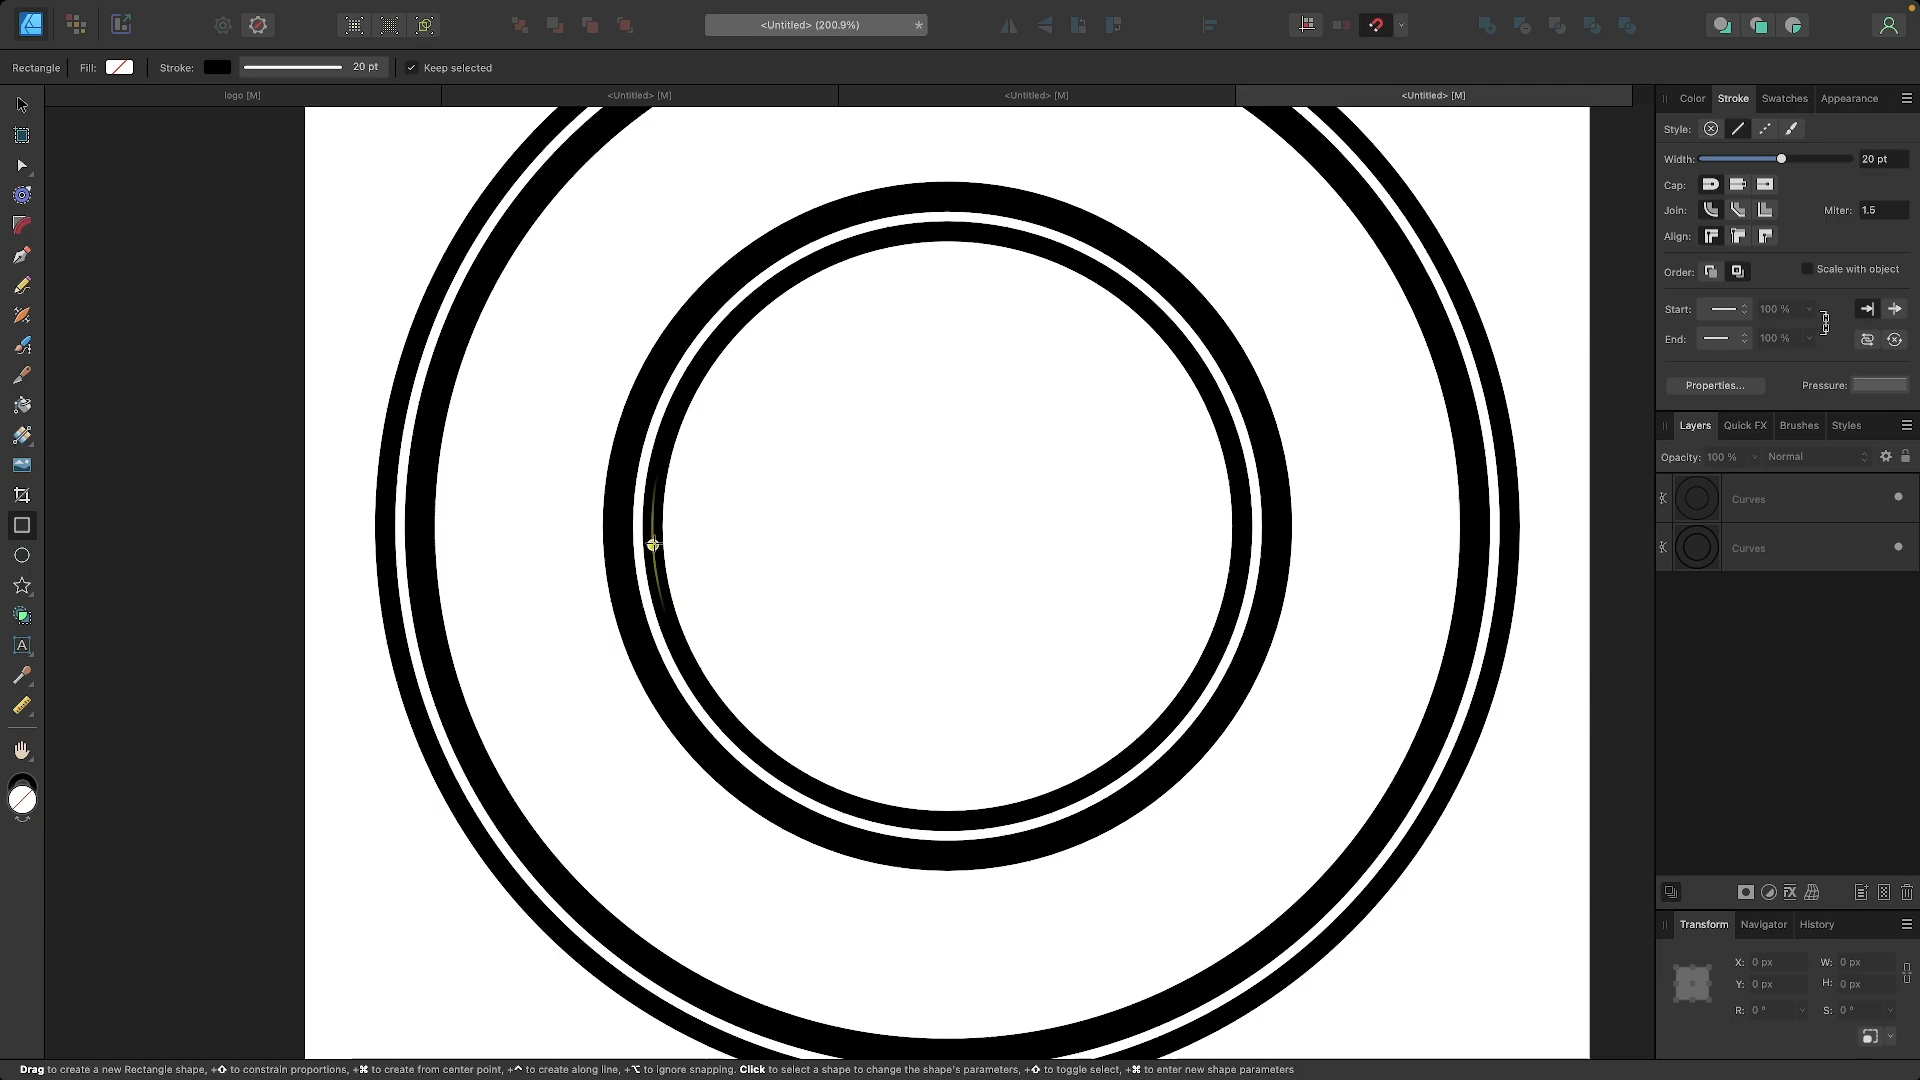 <Untitled> (200.9%)
*
Rectangle
Fill:
Stroke:
20 pt
Keep selected
logo [M]
<Untitled> [M]
<Untitled> [M]
<Untitled> [M]
Color
Stroke
Swatches
Appearance
Style:
Width:
20 pt
Cap:
Join:
Miter:
1.5
Align:
Order:
Scale with object
Start:
100 %
End:
100 %
Properties...
Pressure:
Layers
Quick FX
Brushes
Styles
Opacity:
100 %
Normal
Curves
Curves
Transform
Navigator
History
X: 0 px
W: 0 px
Y: 0 px
H: 0 px
R: 0 °
S: 0 °
Drag to create a new Rectangle shape, +⇧ to constrain proportions, +⌘ to create from center point, +^ to create along line, +⌥ to ignore snapping. Click to select a shape to change the shape's parameters, +⇧ to toggle select, +⌘ to enter new shape parameters